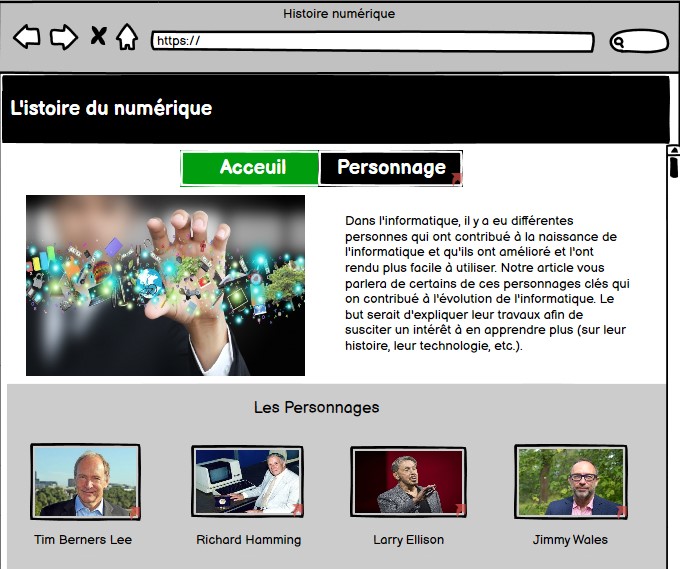 Histoire numérique
https://
L'istoire du numérique
Acceuil
Personnage
Dans l'informatique, il y a eu différentes
personnes qui ont contribué à la naissance de
l'informatique et qu'ils ont amélioré et l'ont
rendu plus facile à utiliser. Notre article vous
parlera de certains de ces personnages clés qui
on contribué à l'évolution de l'informatique. Le
but serait d'expliquer leur travaux afin de
susciter un intérêt à en apprendre plus (sur leur
histoire, leur technologie, etc.).
Les Personnages
Tim Berners Lee
Richard Hamming
Larry Ellison
Jimmy Wales